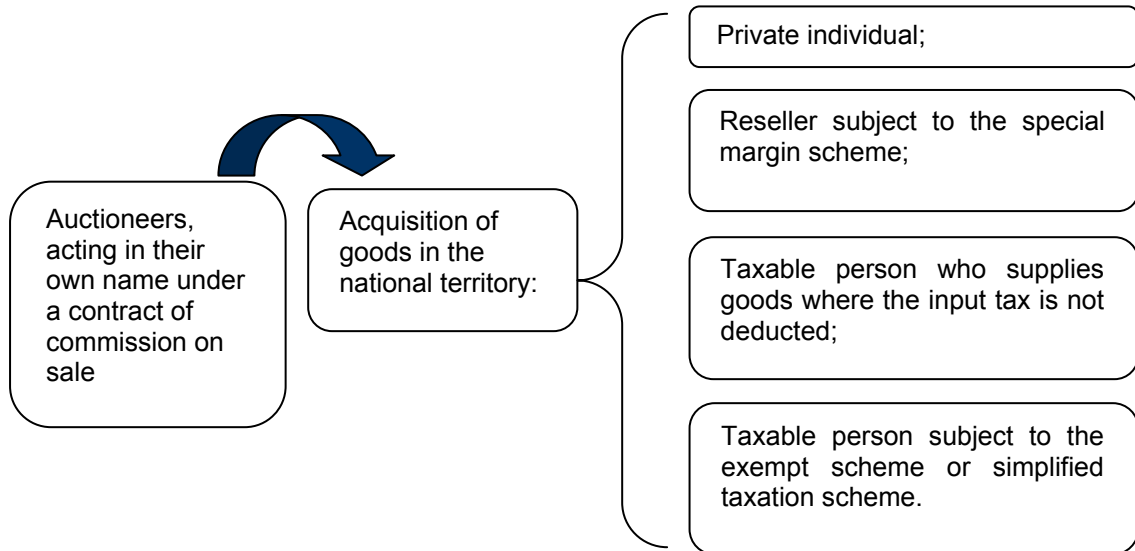 Auctioneers,
acting in their
own name under
a contract of
commission on
sale
Acquisition of
goods in the
national territory:
Private individual;
Reseller subject to the special
margin scheme;
Taxable person who supplies
goods where the input tax is not
deducted;
Taxable person subject to the
exempt scheme or simplified
taxation scheme.